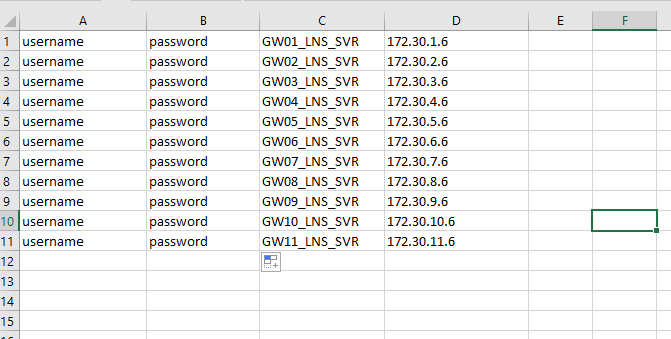 A B C D E F
1 username password GW01_LNS_SVR 172.30.1.6
2 username password GW02_LNS_SVR 172.30.2.6
3 username password GW03_LNS_SVR 172.30.3.6
4 username password GW04_LNS_SVR 172.30.4.6
5 username password GW05_LNS_SVR 172.30.5.6
6 username password GW06_LNS_SVR 172.30.6.6
7 username password GW07_LNS_SVR 172.30.7.6
8 username password GW08_LNS_SVR 172.30.8.6
9 username password GW09_LNS_SVR 172.30.9.6
10 username password GW10_LNS_SVR 172.30.10.6
11 username password GW11_LNS_SVR 172.30.11.6
12
13
14
15